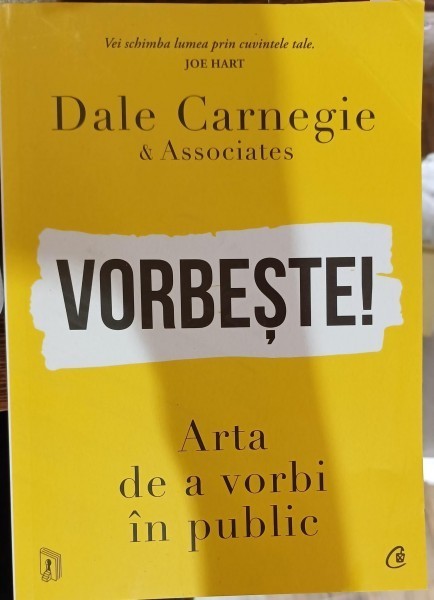 Vei schimba lumea prin cuvintele tale.
JOE HART
Dale Carnegie
& Associates
VORBEȘTE!
Arta
de a vorbi
în public